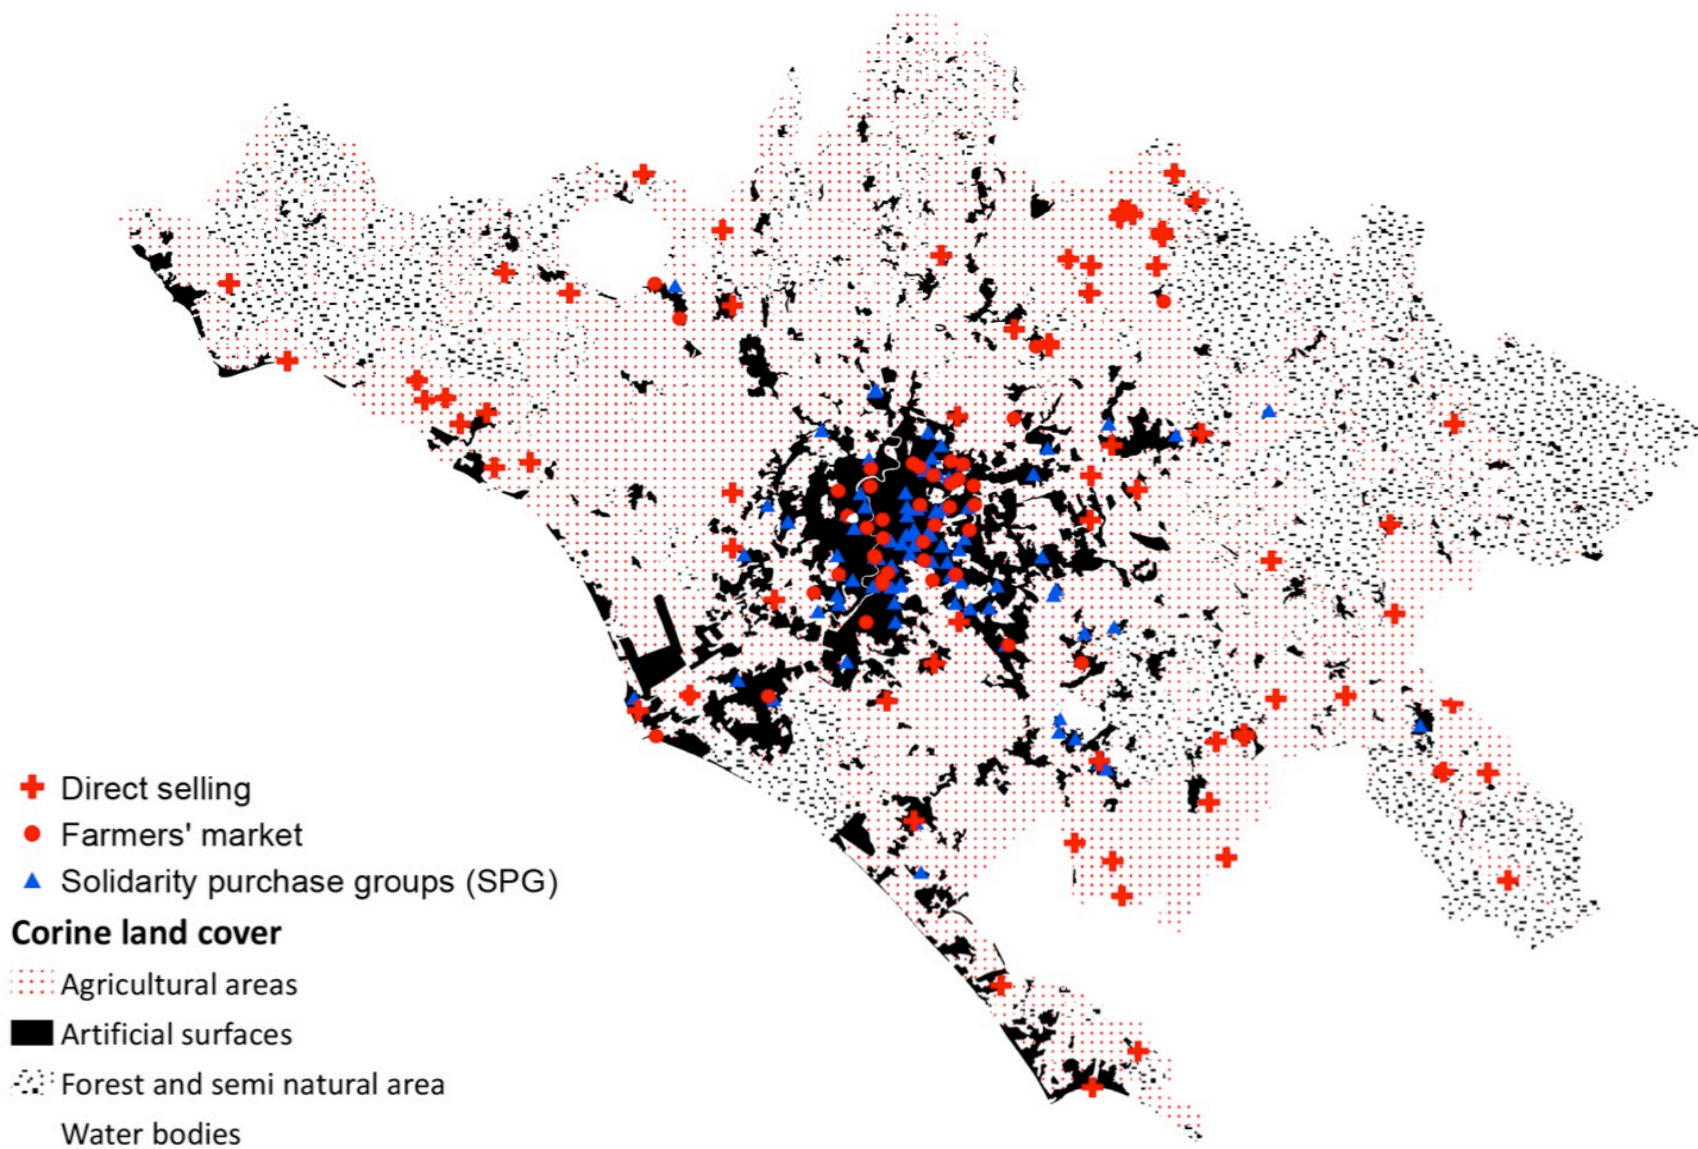 Direct selling
Farmers' market
Solidarity purchase groups (SPG)
Corine land cover
Agricultural areas
Artificial surfaces
Forest and semi natural area
Water bodies